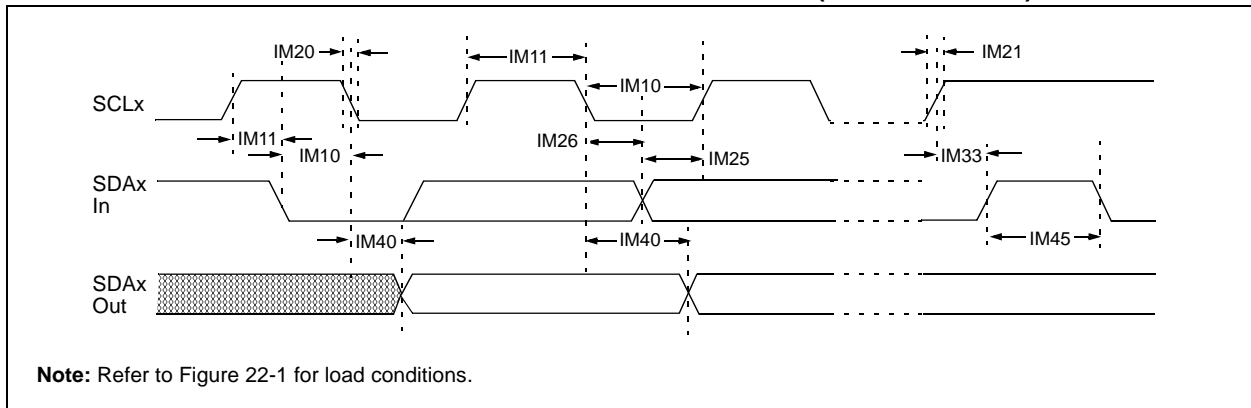 IM20
IM11
IM21
IM10
SCLx
IM11
IM26
IM10
IM25
IM33
SDAx
In
IM40
IM40
IM45
SDAx
Out
Note: Refer to Figure 22-1 for load conditions.